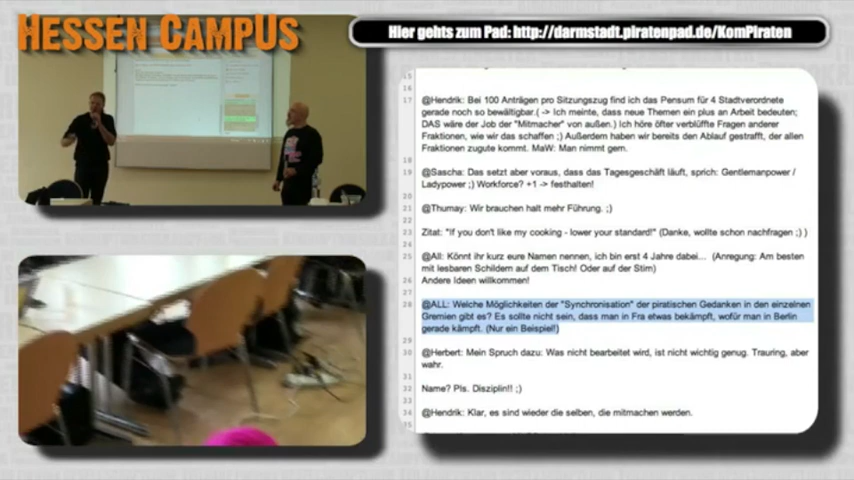 HESSEN CAMPUS
Hier gehts zum Pad: http://darmstadt.piratenpad.de/KomPiraten
15
16
17 @Hendrik: Bei 100 Anträgen pro Sitzungszug find ich das Pensum für 4 Stadtverordnete
gerade noch so bewältigbar.( -> Ich meinte, dass neue Themen ein plus an Arbeit bedeuten;
DAS wäre der Job der "Mitmacher" von außen.) Ich höre öfter verblüffte Fragen anderer
Fraktionen, wie wir das schaffen ;) Außerdem haben wir bereits den Ablauf gestrafft, der allen
Fraktionen zugute kommt. MaW: Man nimmt gern.
18
19 @Sascha: Das setzt aber voraus, dass das Tagesgeschäft läuft, sprich: Gentlemanpower /
Ladypower ;) Workforce? +1 -> festhalten!
20
21 @Thumay: Wir brauchen halt mehr Führung. ;)
22
23 Zitat: "If you don't like my cooking - lower your standard!" (Danke, wollte schon nachfragen ;) )
24
25 @All: Könnt ihr kurz eure Namen nennen, ich bin erst 4 Jahre dabei... (Anregung: Am besten
mit lesbaren Schildern auf dem Tisch! Oder auf der Stirn)
26 Andere Ideen willkommen!
27
28 @ALL: Welche Möglichkeiten der "Synchronisation" der piratischen Gedanken in den einzelnen
Gremien gibt es? Es sollte nicht sein, dass man in Fra etwas bekämpft, wofür man in Berlin
gerade kämpft. (Nur ein Beispiel!)
29
30 @Herbert: Mein Spruch dazu: Was nicht bearbeitet wird, ist nicht wichtig genug. Trauring, aber
wahr.
31
32 Name? Pls. Disziplin!! ;)
33
34 @Hendrik: Klar, es sind wieder die selben, die mitmachen werden.
35